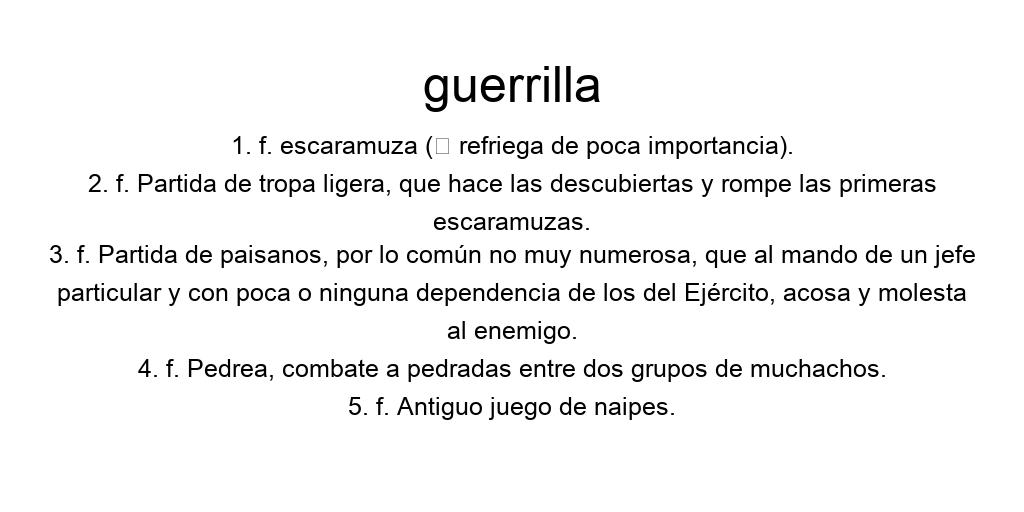 guerrilla
1. f. escaramuza (□ refriega de poca importancia).
2. f. Partida de tropa ligera, que hace las descubiertas y rompe las primeras
escaramuzas.
3. f. Partida de paisanos, por lo común no muy numerosa, que al mando de un jefe
particular y con poca o ninguna dependencia de los del Ejército, acosa y molesta
al enemigo.
4. f. Pedrea, combate a pedradas entre dos grupos de muchachos.
5. f. Antiguo juego de naipes.